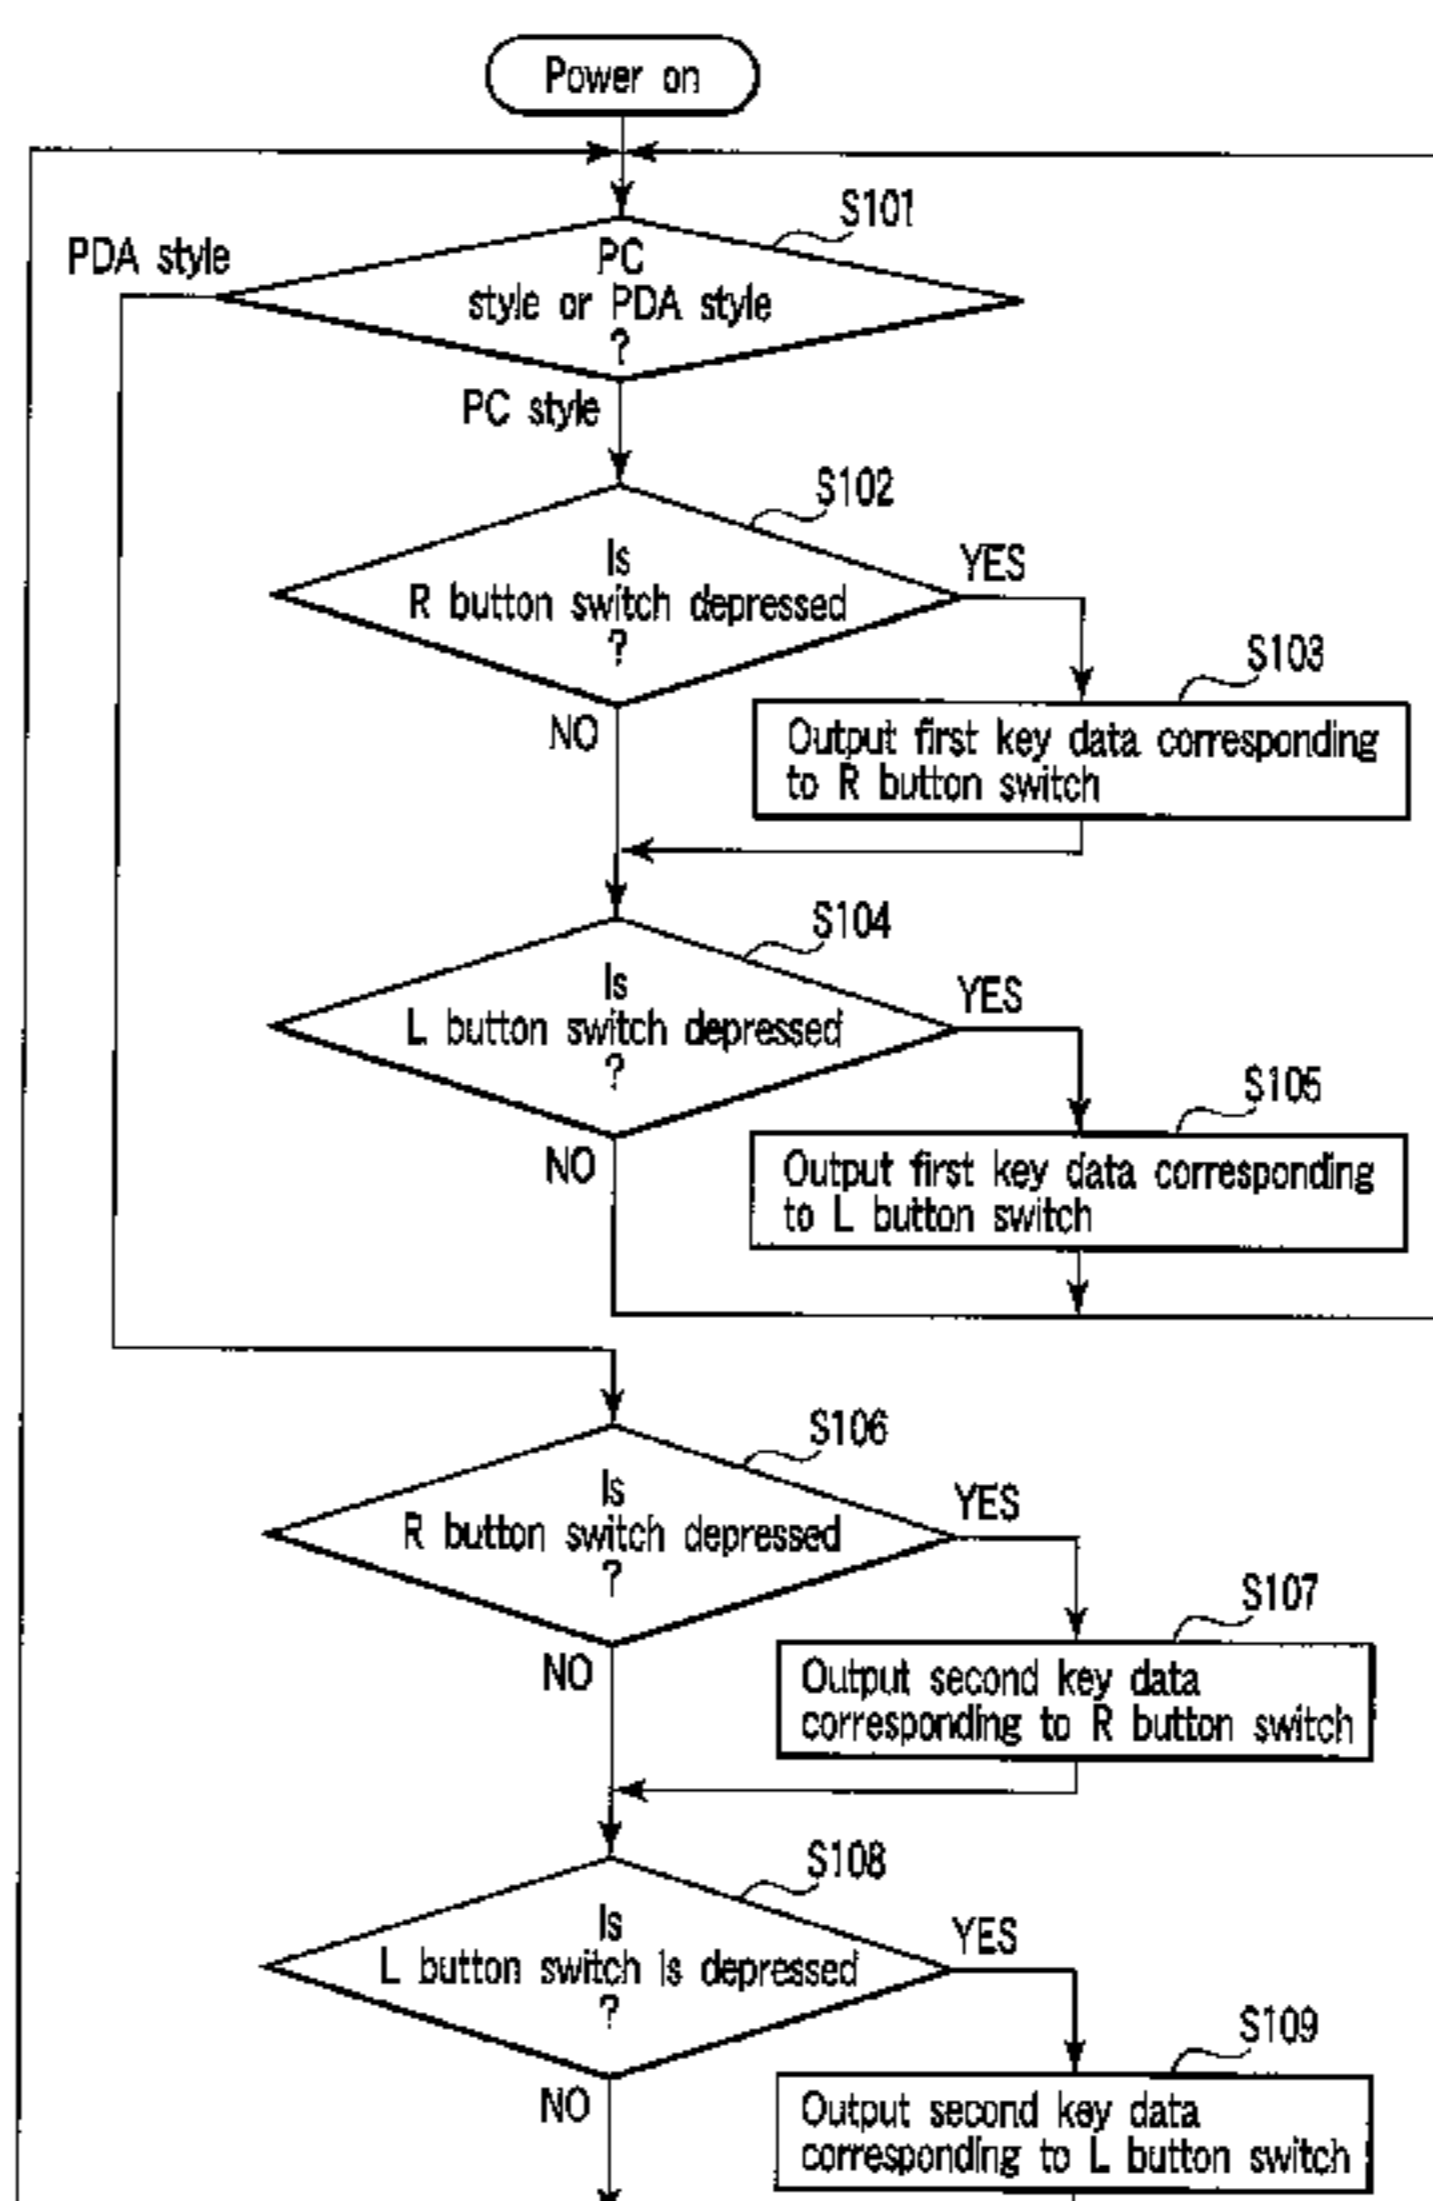 Power on
S101
PDA style
PC
style or PDA style
?
PC style
S102
Is
R button switch depressed
?
YES
NO
S103
Output first key data corresponding
to R button switch
S104
Is
L button switch depressed
?
YES
NO
S105
Output first key data corresponding
to L button switch
S106
Is
R button switch depressed
?
YES
NO
S107
Output second key data
corresponding to R button switch
S108
Is
L button switch is depressed
?
YES
NO
S109
Output second key data
corresponding to L button switch